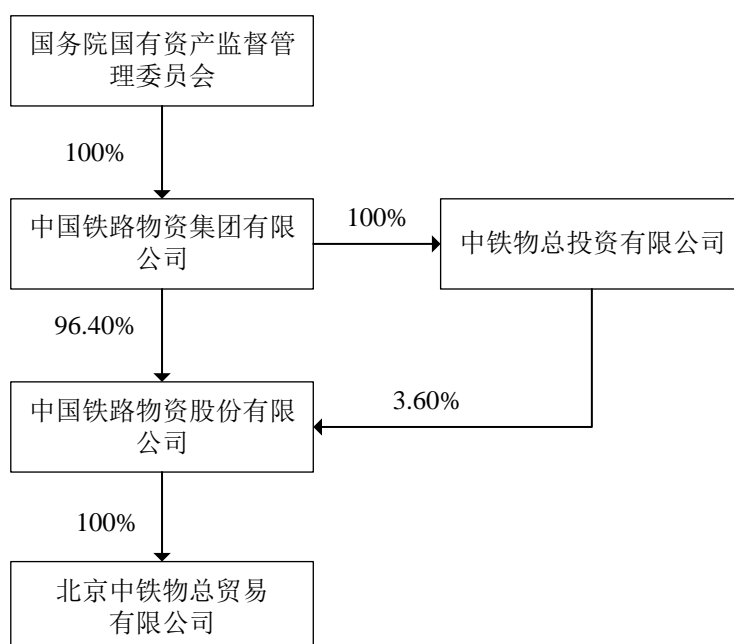 国务院国有资产监督管
理委员会
100%
中国铁路物资集团有限
公司
100%
中铁物总投资有限公司
96.40%
中国铁路物资股份有限
公司
3.60%
100%
北京中铁物总贸易
有限公司